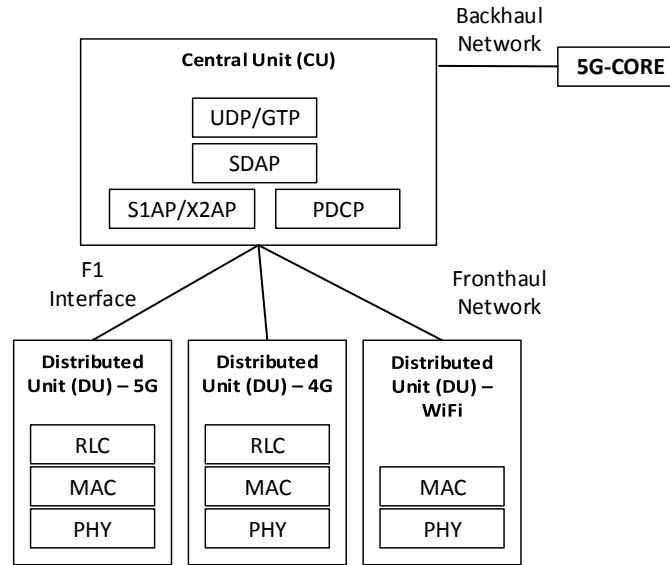 Backhaul
Network
Central Unit (CU)
5G-CORE
UDP/GTP
SDAP
S1AP/X2AP
PDCP
F1
Interface
Fronthaul
Network
Distributed
Unit (DU) – 5G
RLC
MAC
PHY
Distributed
Unit (DU) – 4G
RLC
MAC
PHY
Distributed
Unit (DU) –
WiFi
MAC
PHY